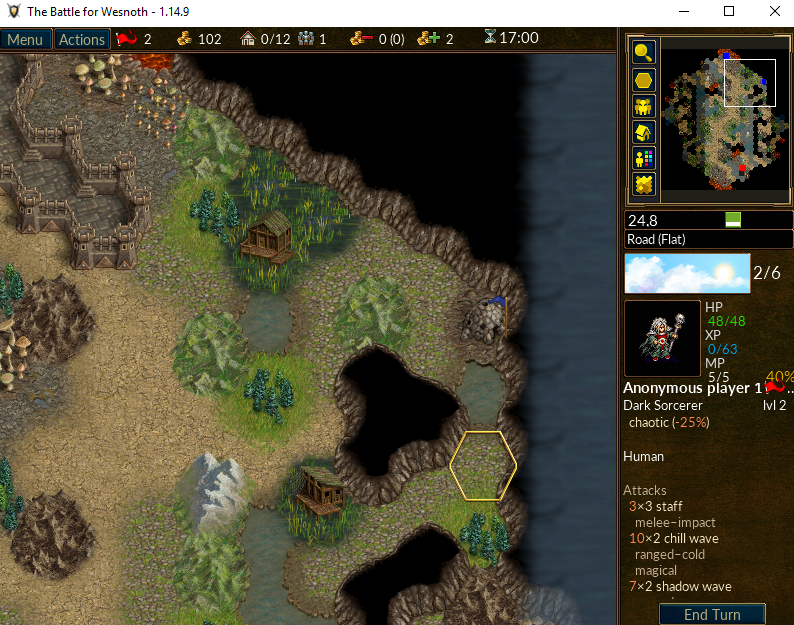 The Battle for Wesnoth - 1.14.9
Menu Actions 2 102 0/12 1 0 (0) 2 17:00
24,8
Road (Flat)
2/6
HP
48/48
XP
0/63
MP
5/5 40%
Anonymous player 1 ...
Dark Sorcerer lvl 2
chaotic (-25%)
Human
Attacks
3×3 staff
melee–impact
10×2 chill wave
ranged–cold
magical
7×2 shadow wave
End Turn